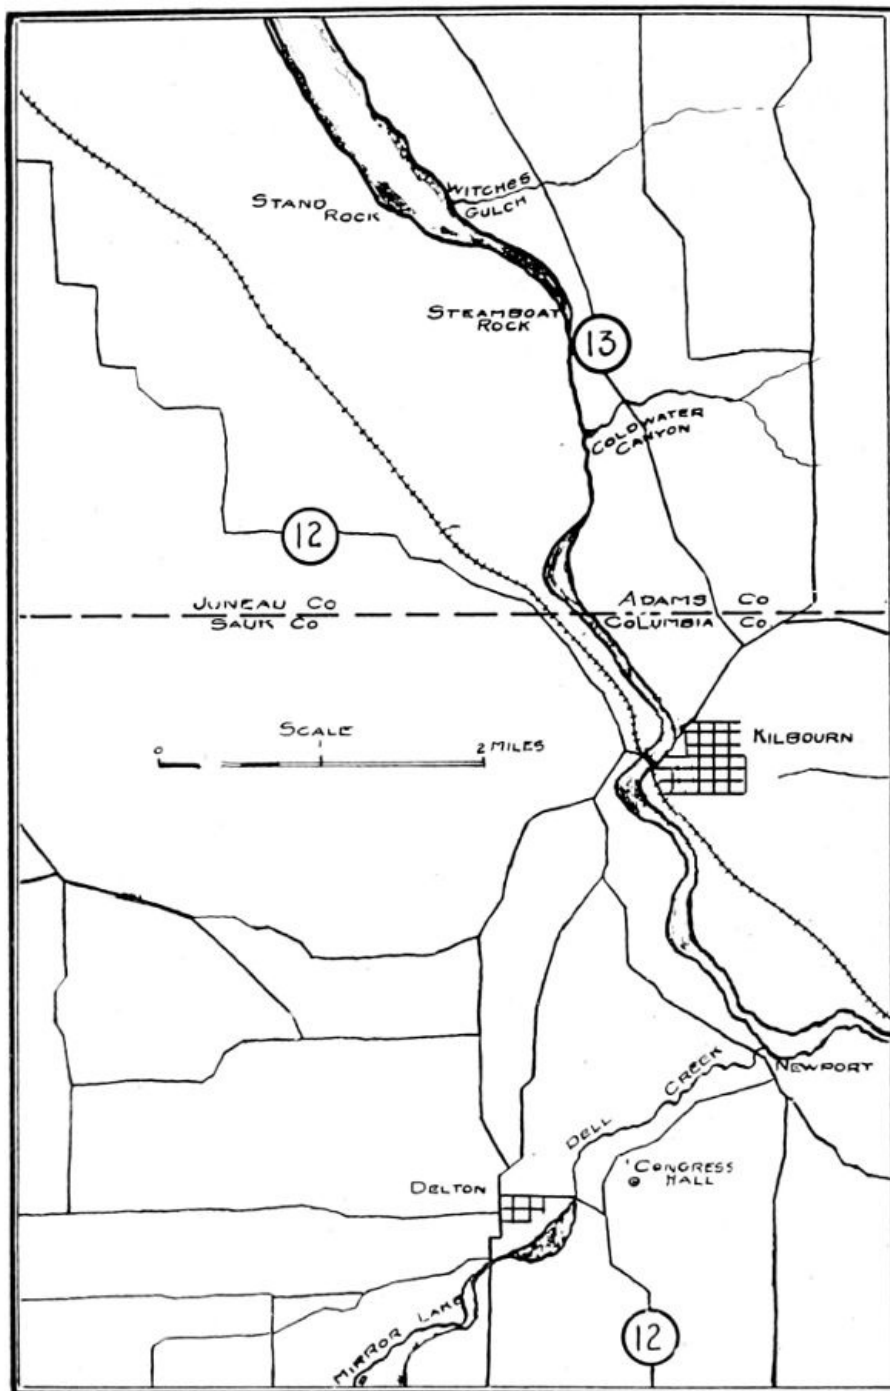 WITCHES
GULCH
STAND
ROCK
STEAMBOAT
ROCK
13
COLDWATER
CANYON
12
JUNEAU CO
SAUK CO
ADAMS CO
COLUMBIA CO.
SCALE
0 2 MILES
KILBOURN
NEWPORT
DELL CREEK
CONGRESS
HALL
DELTON
MIRROR LAKE
12